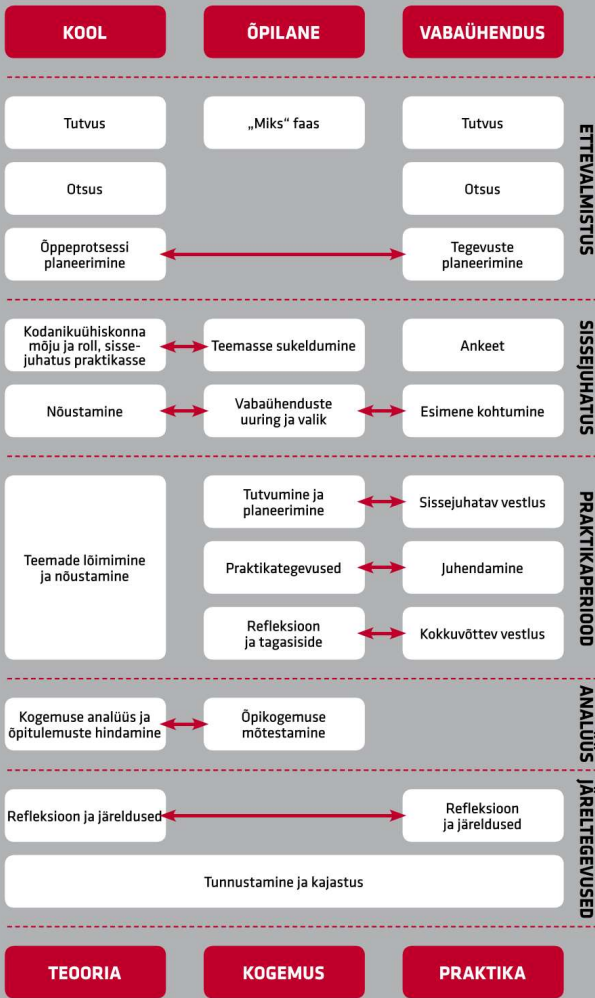 KOOL
ÕPILANE
VABAÜHENDUS
ETTEVALMISTUS
Tutvus
„Miks“ faas
Tutvus
Otsus
Otsus
Õppeprotsessi
planeerimine
Tegevuste
planeerimine
SISSEJUHATUS
Kodanikuühiskonna
mõju ja roll, sisse-
juhatus praktikasse
Teemasse sukeldumine
Ankeet
Nõustamine
Vabaühenduste
uuring ja valik
Esimene kohtumine
PRAKTIKAPERIOOD
Teemade lõimimine
ja nõustamine
Tutvumine ja
planeerimine
Sissejuhatav vestlus
Praktikategevused
Juhendamine
Refleksioon
ja tagasiside
Kokkuvõttev vestlus
ANALÜÜS
Kogemuse analüüs ja
õpitulemuste hindamine
Õpikogemuse
mõtestamine
JÄRELTEGEVUSED
Refleksioon ja järeldused
Refleksioon
ja järeldused
Tunnustamine ja kajastus
TEOORIA
KOGEMUS
PRAKTIKA